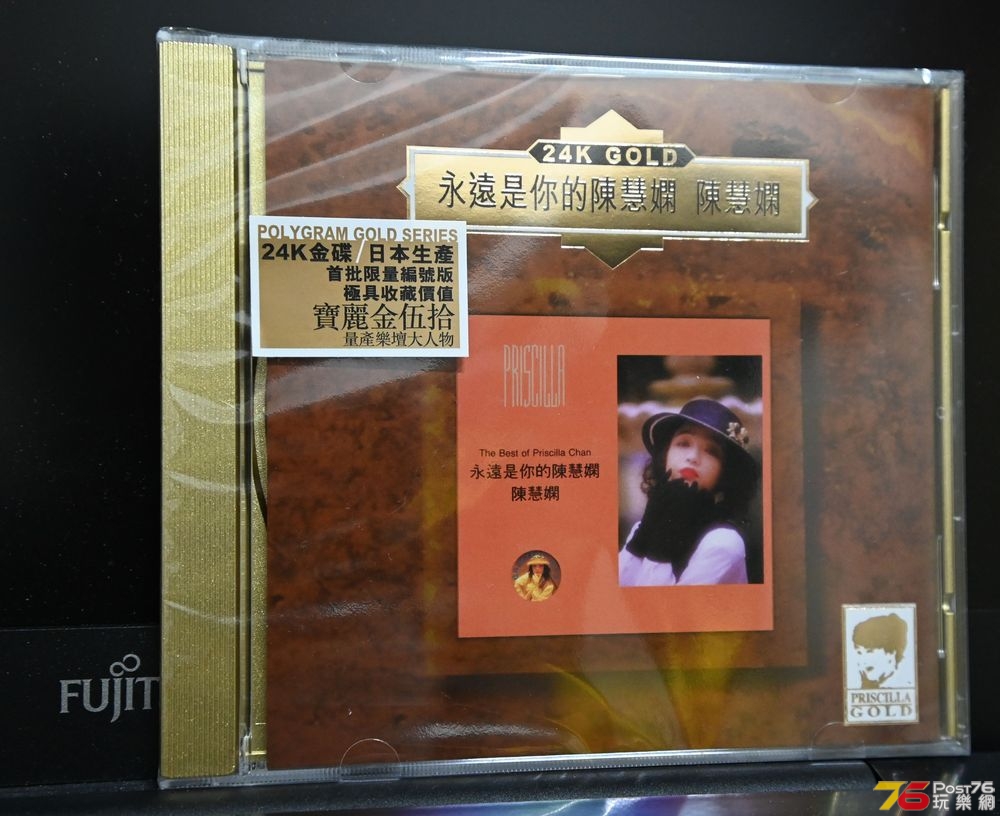 24K GOLD
永遠是你的陳慧嫻 陳慧嫻
POLYGRAM GOLD SERIES
24K金碟/日本生產
首批限量編號版
極具收藏價值
寶麗金伍拾
量產樂壇大人物
PRISCILLA
The Best of Priscilla Chan
永遠是你的陳慧嫻
陳慧嫻
PRISCILLA
GOLD
FUJIT
76 Post76
玩樂網